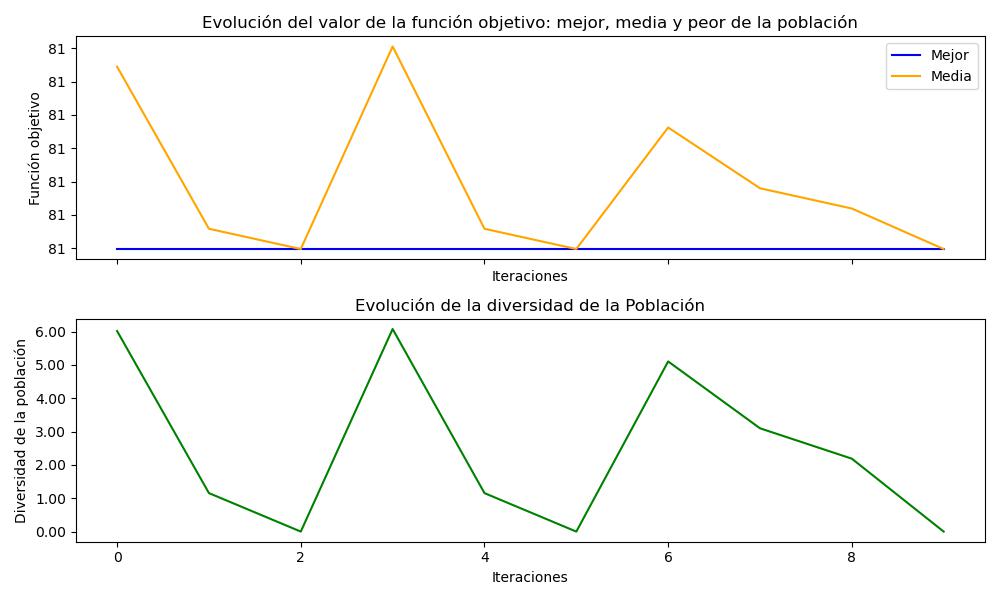 Evolución del valor de la función objetivo: mejor, media y peor de la población
Función objetivo
81
81
81
81
81
81
81
Mejor
Media
Iteraciones
Evolución de la diversidad de la Población
Diversidad de la población
6.00
5.00
4.00
3.00
2.00
1.00
0.00
0 2 4 6 8
Iteraciones